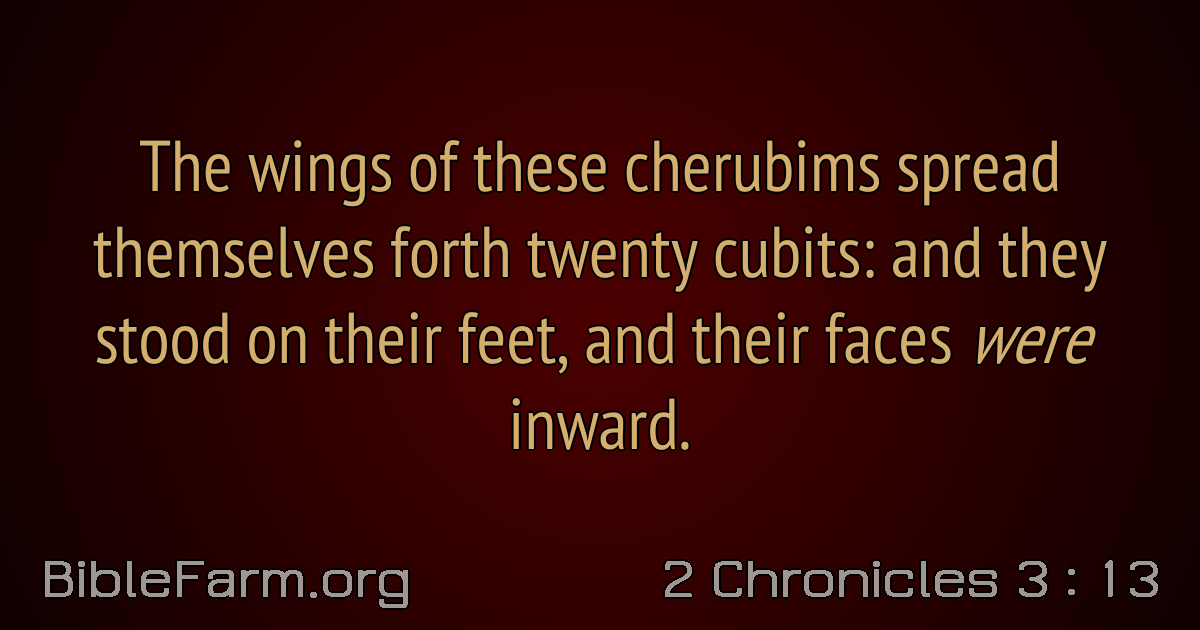 The wings of these cherubims spread
themselves forth twenty cubits: and they
stood on their feet, and their faces were
inward.
BibleFarm.org
2 Chronicles 3 : 13